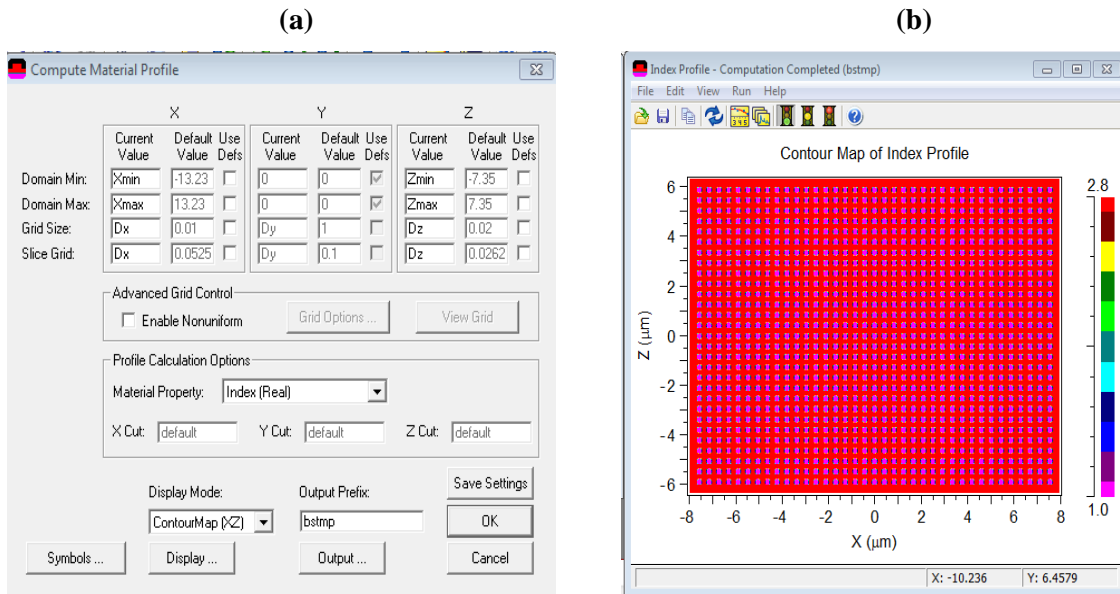 (a)
(b)
Compute Material Profile
X Y Z
Current Value Default Value Use Defs Current Value Default Value Use Defs Current Value Default Value Use Defs
Domain Min: Xmin -13.23 0 0 Zmin -7.35
Domain Max: Xmax 13.23 0 0 Zmax 7.35
Grid Size: Dx 0.01 Dy 1 Dz 0.02
Slice Grid: Dx 0.0525 Dy 0.1 Dz 0.0262
Advanced Grid Control
Enable Nonuniform Grid Options ... View Grid
Profile Calculation Options
Material Property: Index (Real)
X Cut: default Y Cut: default Z Cut: default
Save Settings
Display Mode: Output Prefix:
ContourMap (XZ) bstmp OK
Symbols ... Display ... Output ... Cancel
Index Profile - Computation Completed (bstmp)
File Edit View Run Help
Contour Map of Index Profile
6
4
2
0
-2
-4
-6
Z (μm)
-8 -6 -4 -2 0 2 4 6 8
X (μm)
2.8
1.0
X: -10.236 Y: 6.4579